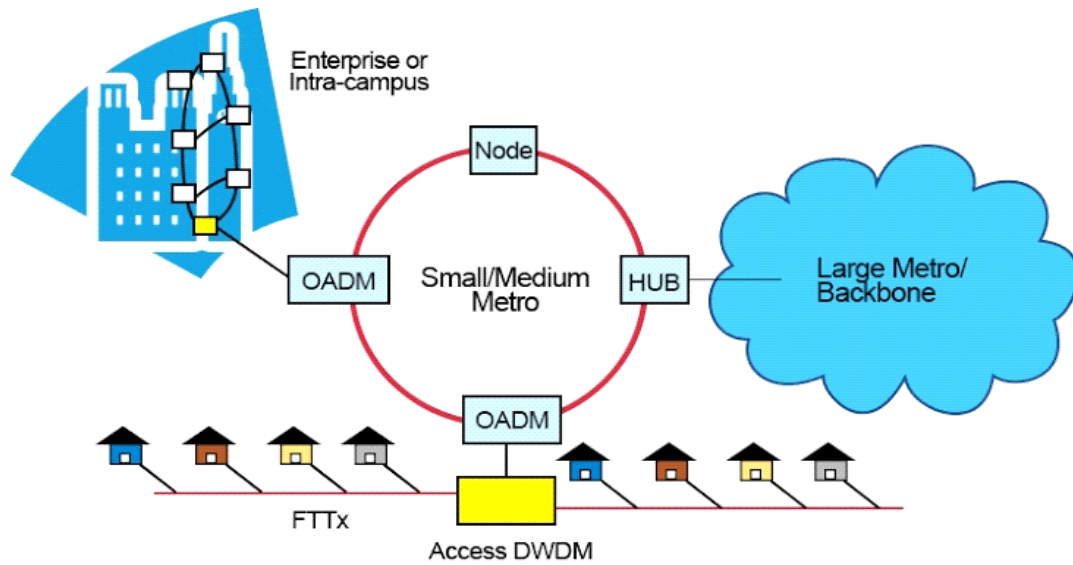 Enterprise or
Intra-campus
Node
OADM
Small/Medium
Metro
HUB
Large Metro/
Backbone
OADM
FTTx
Access DWDM